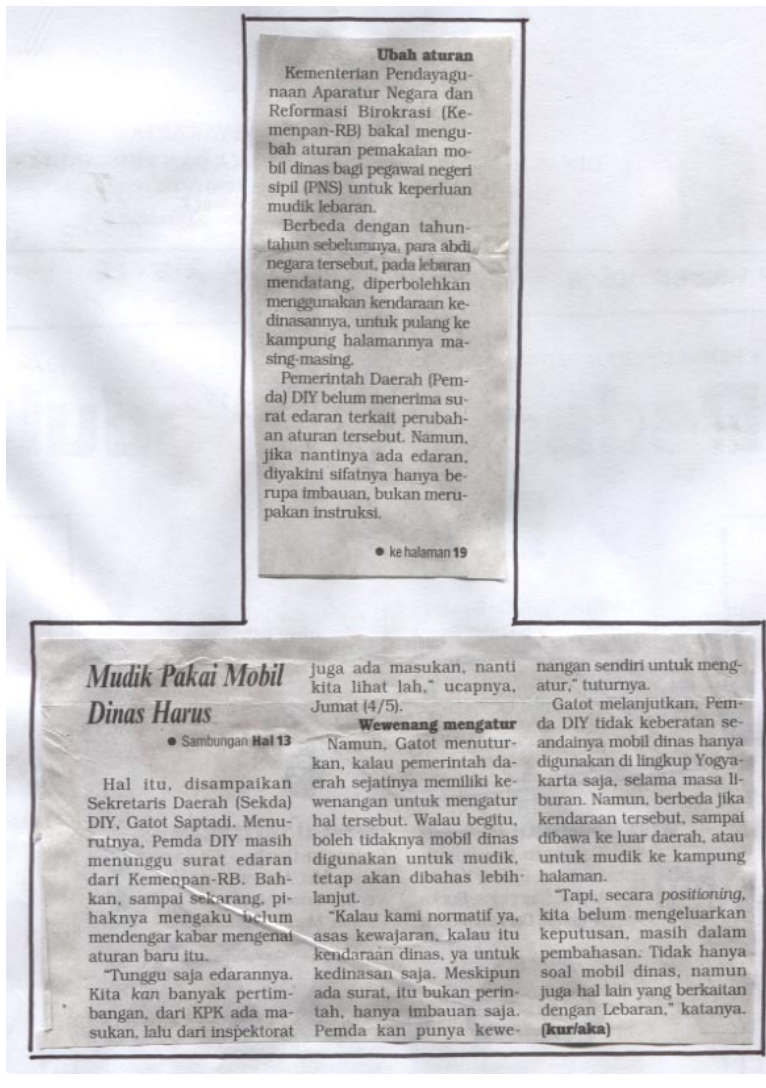 Ubah aturan
Kementerian Pendayagu-
naan Aparatur Negara dan
Reformasi Birokrasi (Ke-
menpan-RB) bakal mengu-
bah aturan pemakaian mo-
bil dinas bagi pegawai negeri
sipil (PNS) untuk keperluan
mudik lebaran.
Berbeda dengan tahun-
tahun sebelumnya, para abdi
negara tersebut, pada lebaran
mendatang, diperbolehkan
menggunakan kendaraan ke-
dinasannya, untuk pulang ke
kampung halamannya ma-
sing-masing.
Pemerintah Daerah (Pem-
da) DIY belum menerima su-
rat edaran terkait perubah-
an aturan tersebut. Namun,
jika nantinya ada edaran,
diyakini sifatnya hanya be-
rupa imbauan, bukan meru-
pakan instruksi.
● ke halaman 19
Mudik Pakai Mobil
Dinas Harus
● Sambungan Hal 13
Hal itu, disampaikan
Sekretaris Daerah (Sekda)
DIY, Gatot Saptadi. Menu-
rutnya, Pemda DIY masih
menunggu surat edaran
dari Kemenpan-RB. Bah-
kan, sampai sekarang, pi-
haknya mengaku belum
mendengar kabar mengenai
aturan baru itu.
"Tunggu saja edarannya.
Kita kan banyak pertim-
bangan, dari KPK ada ma-
sukan, lalu dari inspektorat
juga ada masukan, nanti
kita lihat lah," ucapnya,
Jumat (4/5).
Wewenang mengatur
Namun, Gatot menutur-
kan, kalau pemerintah da-
erah sejatinya memiliki ke-
wenangan untuk mengatur
hal tersebut. Walau begitu,
boleh tidaknya mobil dinas
digunakan untuk mudik,
tetap akan dibahas lebih
lanjut.
"Kalau kami normatif ya,
asas kewajaran, kalau itu
kendaraan dinas, ya untuk
kedinasan saja. Meskipun
ada surat, itu bukan perin-
tah, hanya imbauan saja.
Pemda kan punya kewe-
nangan sendiri untuk meng-
atur," tuturnya.
Gatot melanjutkan, Pem-
da DIY tidak keberatan se-
andainya mobil dinas hanya
digunakan di lingkup Yogya-
karta saja, selama masa li-
buran. Namun, berbeda jika
kendaraan tersebut, sampai
dibawa ke luar daerah, atau
untuk mudik ke kampung
halaman.
"Tapi, secara positioning,
kita belum mengeluarkan
keputusan, masih dalam
pembahasan. Tidak hanya
soal mobil dinas, namun
juga hal lain yang berkaitan
dengan Lebaran," katanya.
(kur/aka)